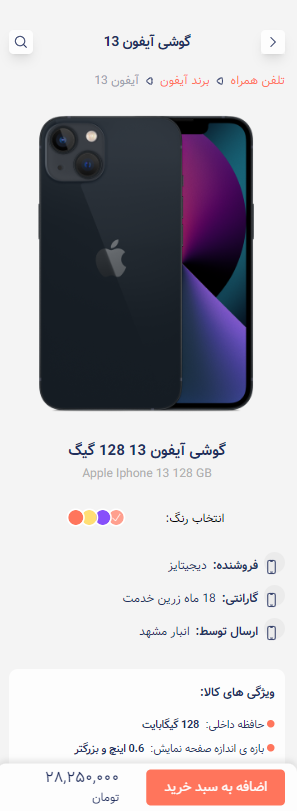 گوشی آیفون 13
تلفن همراه
برند آیفون
آیفون 13
گوشی آیفون 13 128 گیگ
Apple Iphone 13 128 GB
انتخاب رنگ:
فروشنده: دیجیتایز
گارانتی: 18 ماه زرین خدمت
ارسال توسط: انبار مشهد
ویژگی های کالا:
حافظه داخلی: 128 گیگابایت
بازه ی اندازه صفحه نمایش: 0.6 اینچ و بزرگتر
اضافه به سبد خرید
۲۸,۲۵۰,۰۰۰
تومان